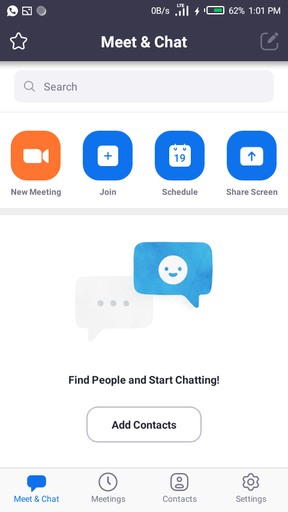 0B/s LTE 62% 1:01 PM
Meet & Chat
Search
19
New Meeting Join Schedule Share Screen
Find People and Start Chatting!
Add Contacts
Meet & Chat Meetings Contacts Settings